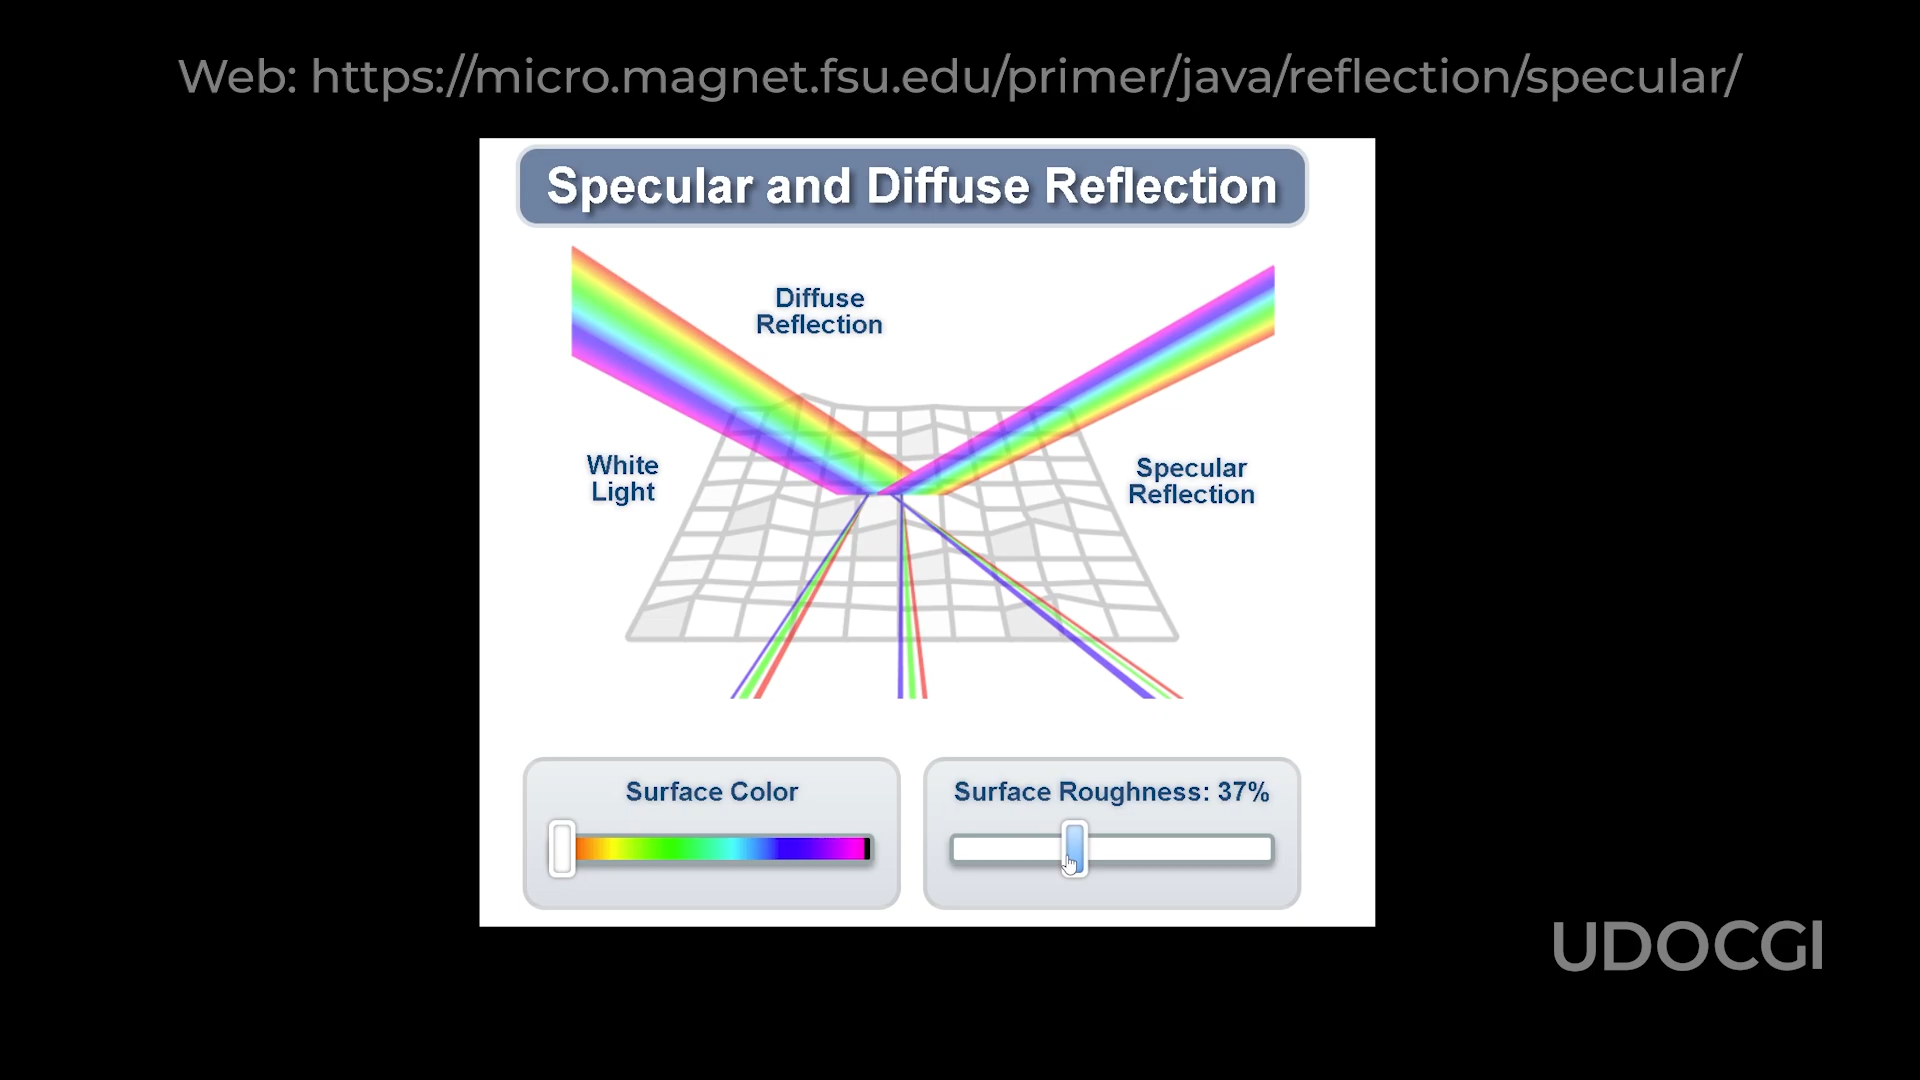 Web: https://micro.magnet.fsu.edu/primer/java/reflection/specular/
Specular and Diffuse Reflection
Diffuse
Reflection
White
Light
Specular
Reflection
Surface Color
Surface Roughness: 37%
UDOCGI